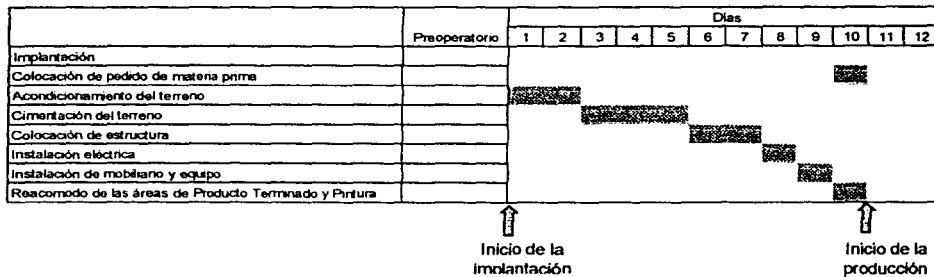 Días
Preoperatorio 1 2 3 4 5 6 7 8 9 10 11 12
Implantación
Colocación de pedido de materia prima
Acondicionamiento del terreno
Cimentación del terreno
Colocación de estructura
Instalación eléctrica
Instalación de mobiliario y equipo
Reacomodo de las áreas de Producto Terminado y Pintura
Inicio de la implantación
Inicio de la producción